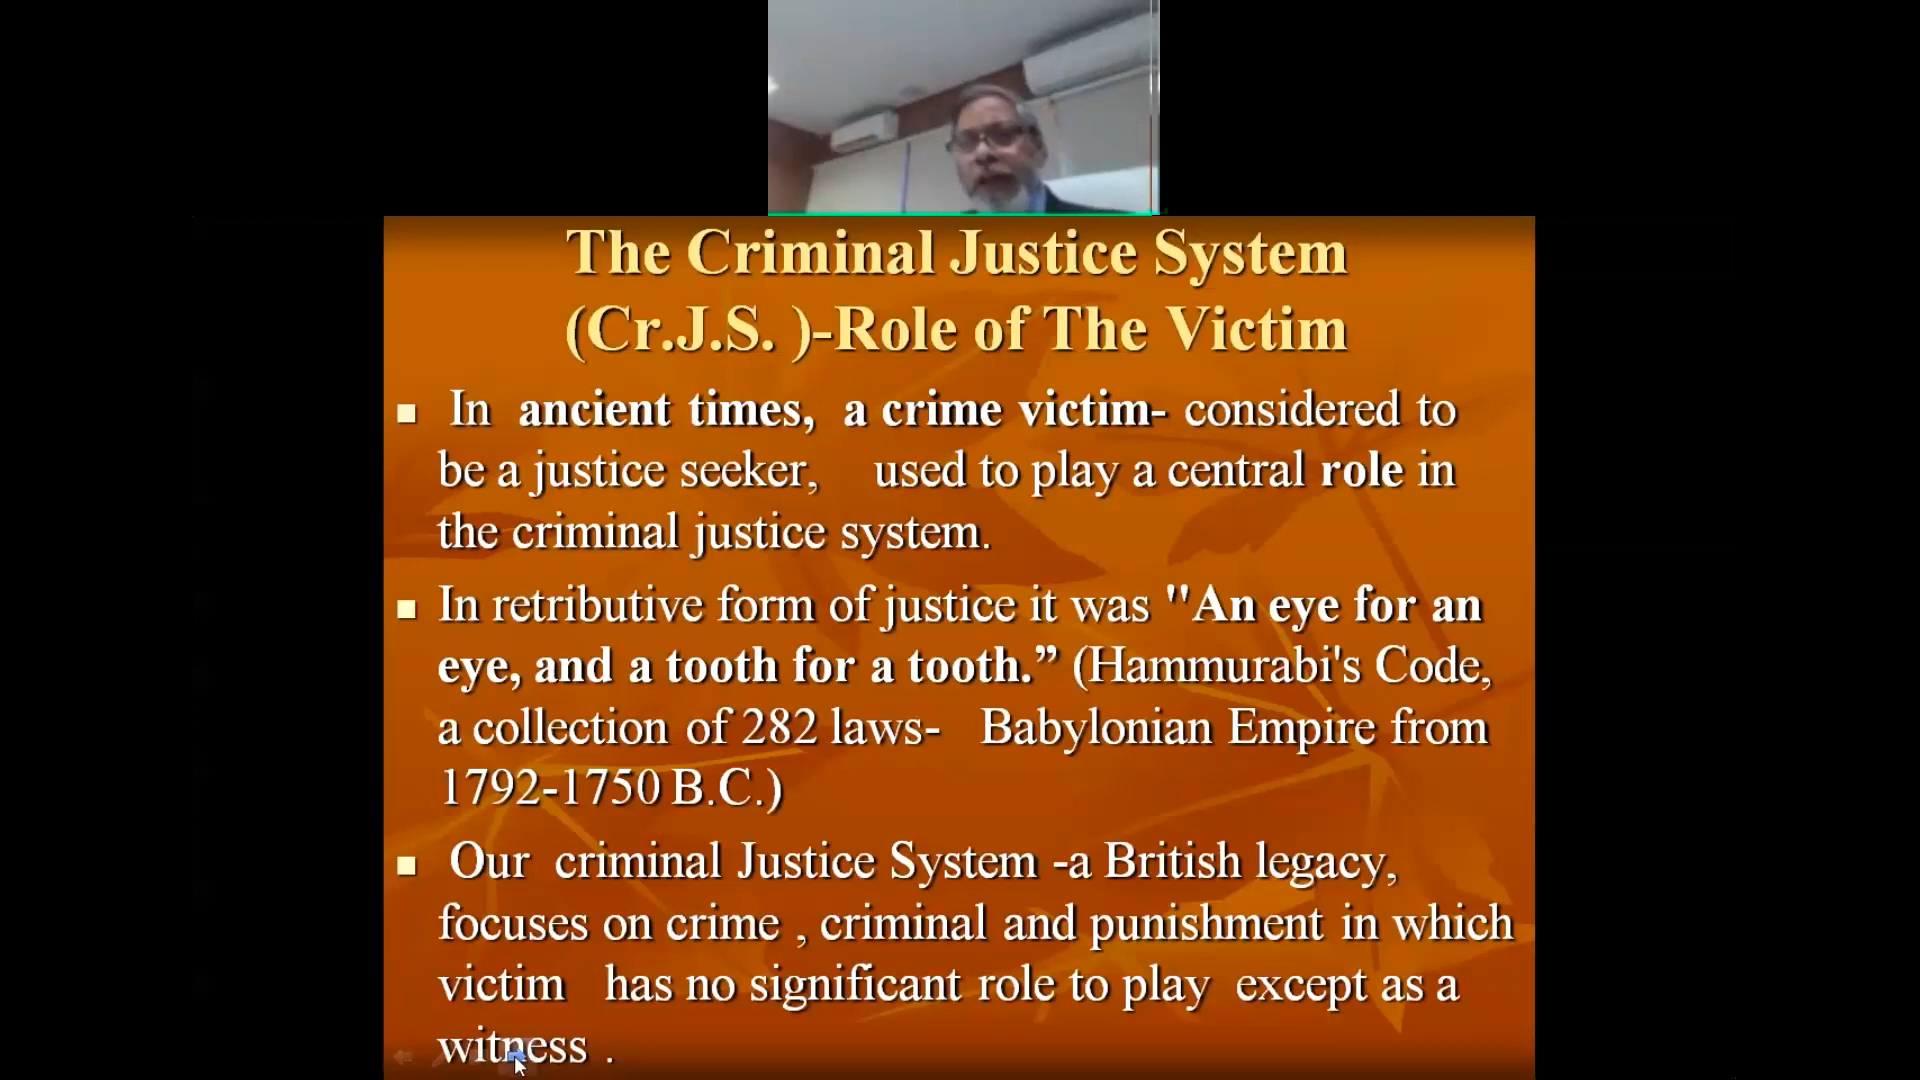 The Criminal Justice System
(Cr.J.S. )-Role of The Victim
In ancient times, a crime victim- considered to
be a justice seeker, used to play a central role in
the criminal justice system.
In retributive form of justice it was "An eye for an
eye, and a tooth for a tooth.” (Hammurabi's Code,
a collection of 282 laws- Babylonian Empire from
1792-1750 B.C.)
Our criminal Justice System -a British legacy,
focuses on crime , criminal and punishment in which
victim has no significant role to play except as a
witness .